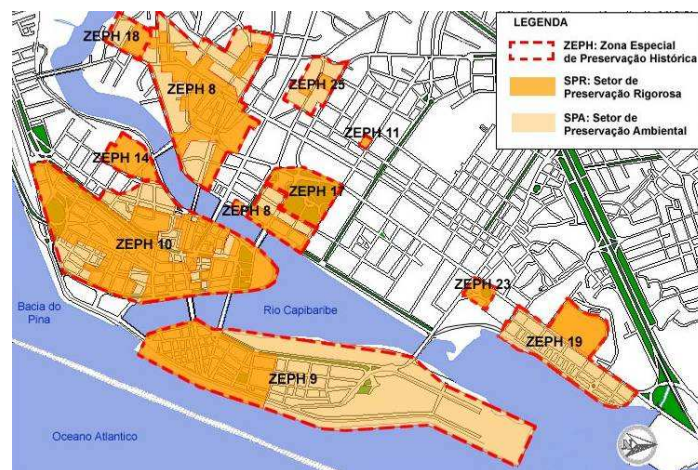 LEGENDA
ZEPH: Zona Especial
de Preservação Histórica
SPR: Setor de
Preservação Rigorosa
SPA: Setor de
Preservação Ambiental
ZEPH 18
ZEPH 8
ZEPH 25
ZEPH 11
ZEPH 14
ZEPH 17
ZEPH 8
ZEPH 10
ZEPH 23
Bacia do
Pina
Rio Capibaribe
ZEPH 19
ZEPH 9
Oceano Atlantico